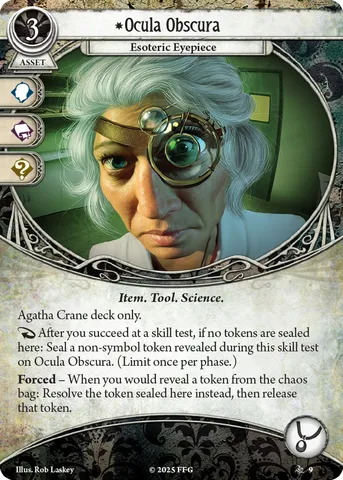 3
Ocula Obscura
ASSET
Esoteric Eyepiece
?
Item. Tool. Science.
Agatha Crane deck only.
After you succeed at a skill test, if no tokens are sealed
here: Seal a non-symbol token revealed during this skill test
on Ocula Obscura. (Limit once per phase.)
Forced – When you would reveal a token from the chaos
bag: Resolve the token sealed here instead, then release
that token.
Illus. Rob Laskey
© 2025 FFG
9